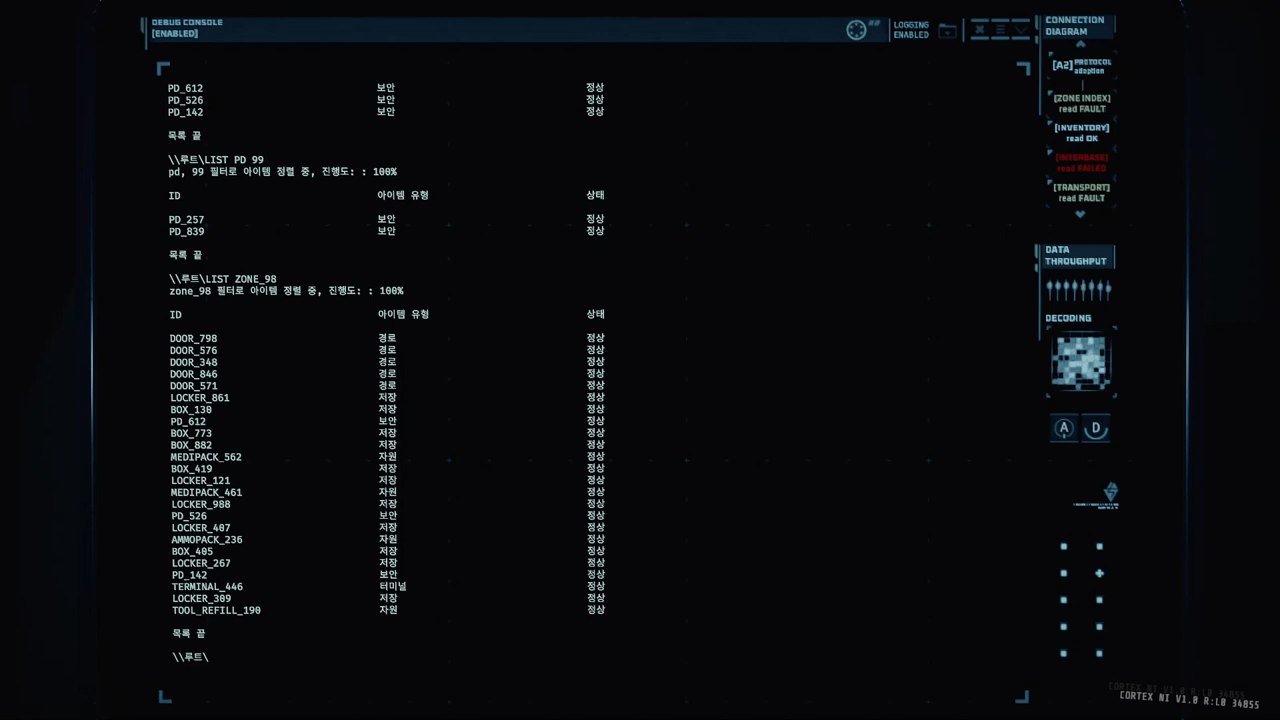 DEBUG CONSOLE
[ENABLED]
LOGGING
ENABLED
PD_612 보안 정상
PD_526 보안 정상
PD_142 보안 정상
목록 끝
\\루트\LIST PD 99
pd, 99 필터로 아이템 정렬 중, 진행도: : 100%
ID 아이템 유형 상태
PD_257 보안 정상
PD_839 보안 정상
목록 끝
\\루트\LIST ZONE_98
zone_98 필터로 아이템 정렬 중, 진행도: : 100%
ID 아이템 유형 상태
DOOR_798 경로 정상
DOOR_576 경로 정상
DOOR_348 경로 정상
DOOR_846 경로 정상
DOOR_571 경로 정상
LOCKER_861 저장 정상
BOX_130 저장 정상
PD_612 보안 정상
BOX_773 저장 정상
BOX_882 저장 정상
MEDIPACK_562 자원 정상
BOX_419 저장 정상
LOCKER_121 저장 정상
MEDIPACK_461 자원 정상
LOCKER_988 저장 정상
PD_526 보안 정상
LOCKER_407 저장 정상
AMMOPACK_236 자원 정상
BOX_405 저장 정상
LOCKER_267 저장 정상
PD_142 보안 정상
TERMINAL_446 터미널 정상
LOCKER_309 저장 정상
TOOL_REFILL_190 자원 정상
목록 끝
\\루트\
CONNECTION
DIAGRAM
[A2] PROTOCOL
adaption
[ZONE INDEX]
read FAULT
[INVENTORY]
read OK
[INTERBASE]
read FAILED
[TRANSPORT]
read FAULT
DATA
THROUGHPUT
DECODING
A D
CORTEX NI V1.0 R:L0 34855